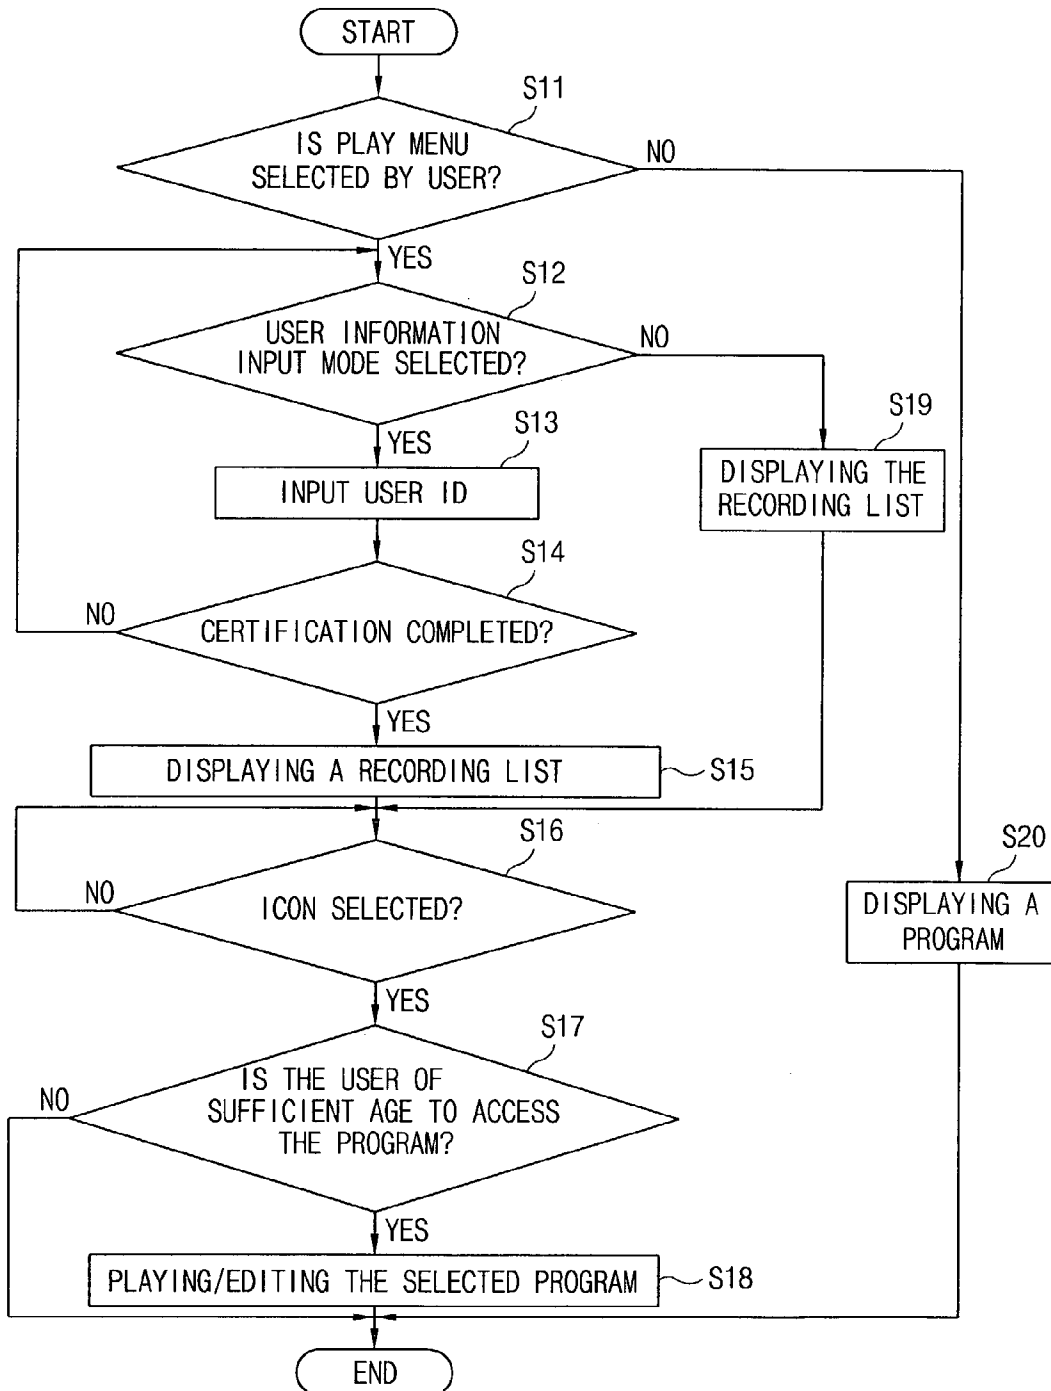 START
S11
IS PLAY MENU
SELECTED BY USER?
NO
YES
S12
USER INFORMATION
INPUT MODE SELECTED?
NO
YES
S13
INPUT USER ID
S19
DISPLAYING THE
RECORDING LIST
S14
CERTIFICATION COMPLETED?
NO
YES
DISPLAYING A RECORDING LIST
S15
S16
ICON SELECTED?
NO
YES
S20
DISPLAYING A
PROGRAM
S17
IS THE USER OF
SUFFICIENT AGE TO ACCESS
THE PROGRAM?
NO
YES
PLAYING/EDITING THE SELECTED PROGRAM
S18
END